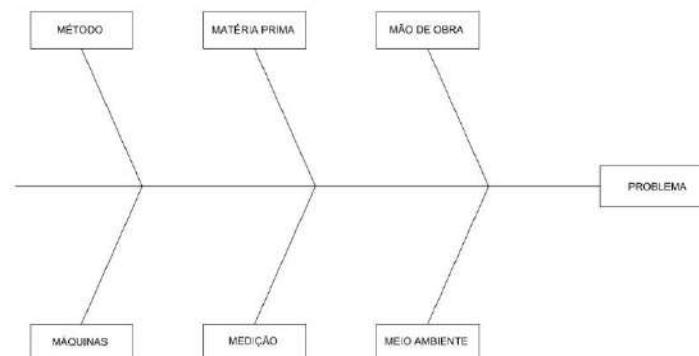 MÉTODO
MATÉRIA PRIMA
MÃO DE OBRA
PROBLEMA
MÁQUINAS
MEDIÇÃO
MEIO AMBIENTE